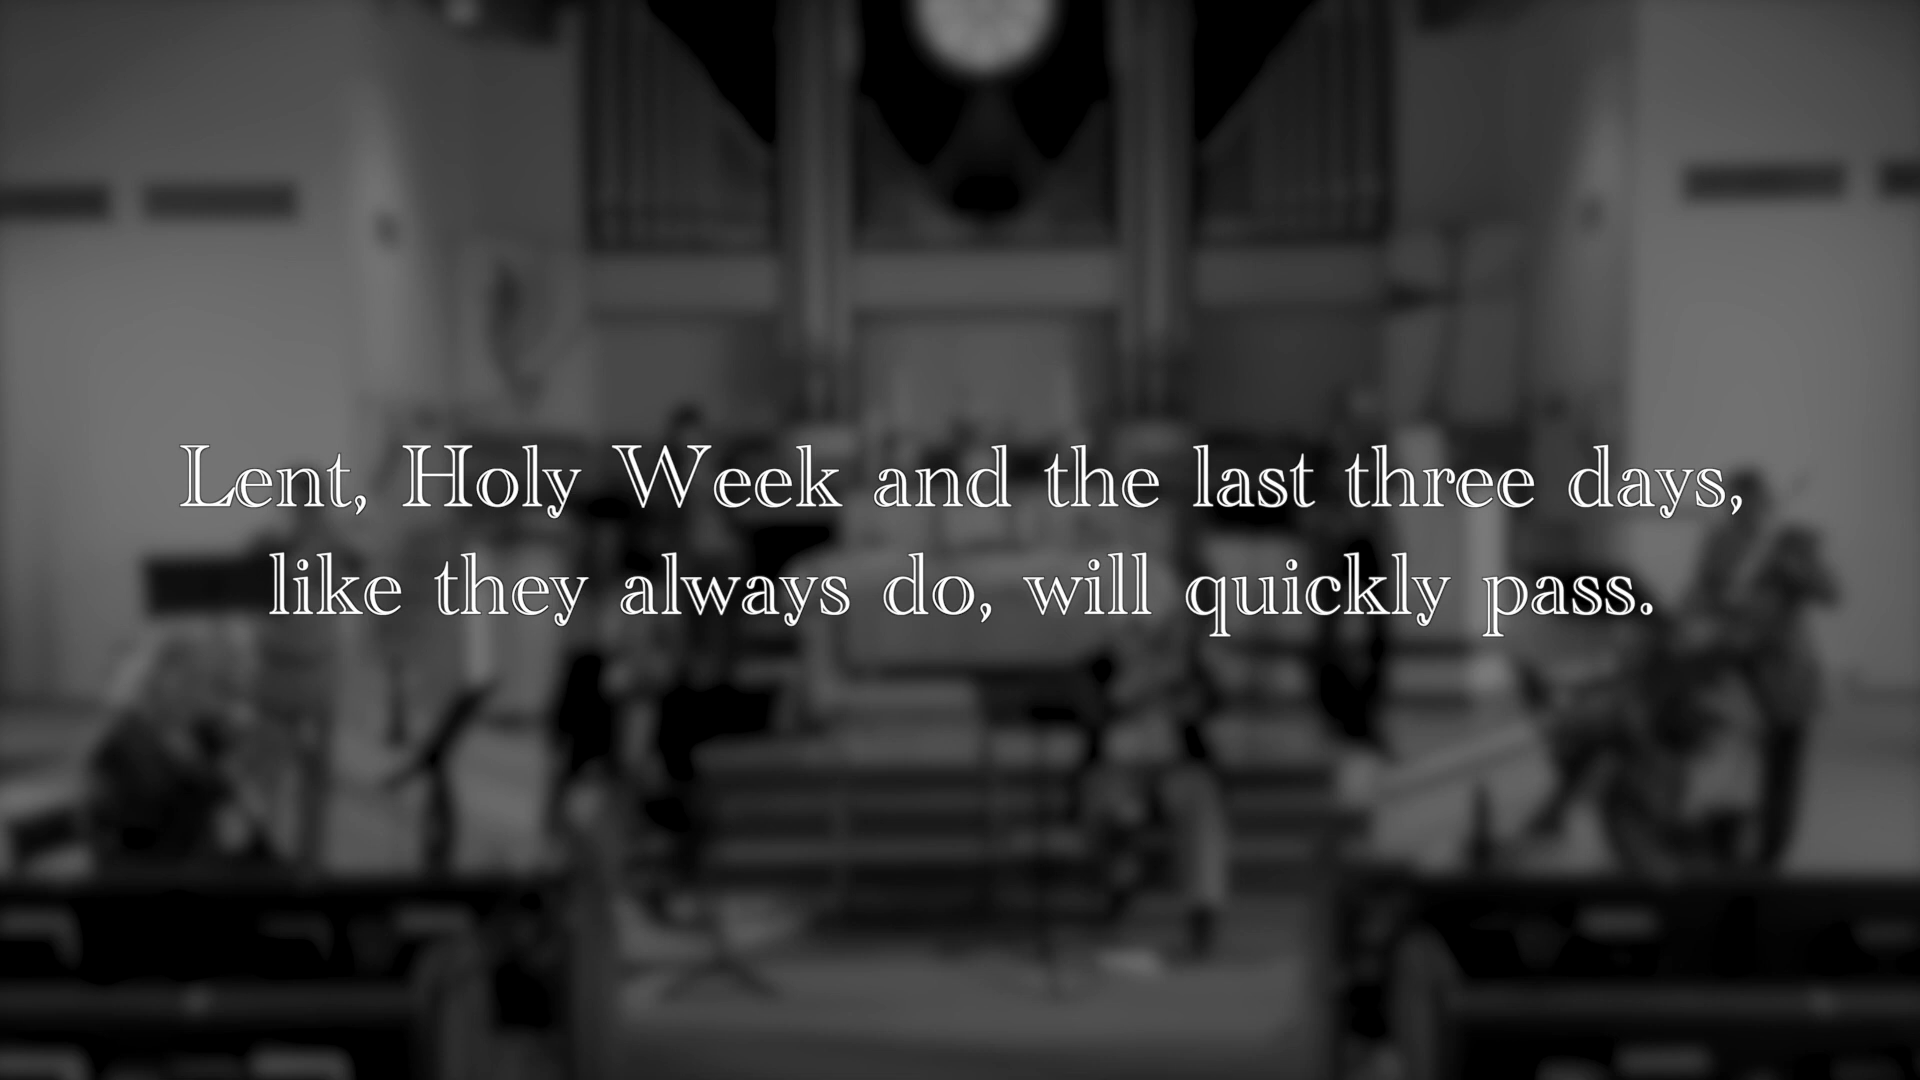 Lent, Holy Week and the last three days,
like they always do, will quickly pass.